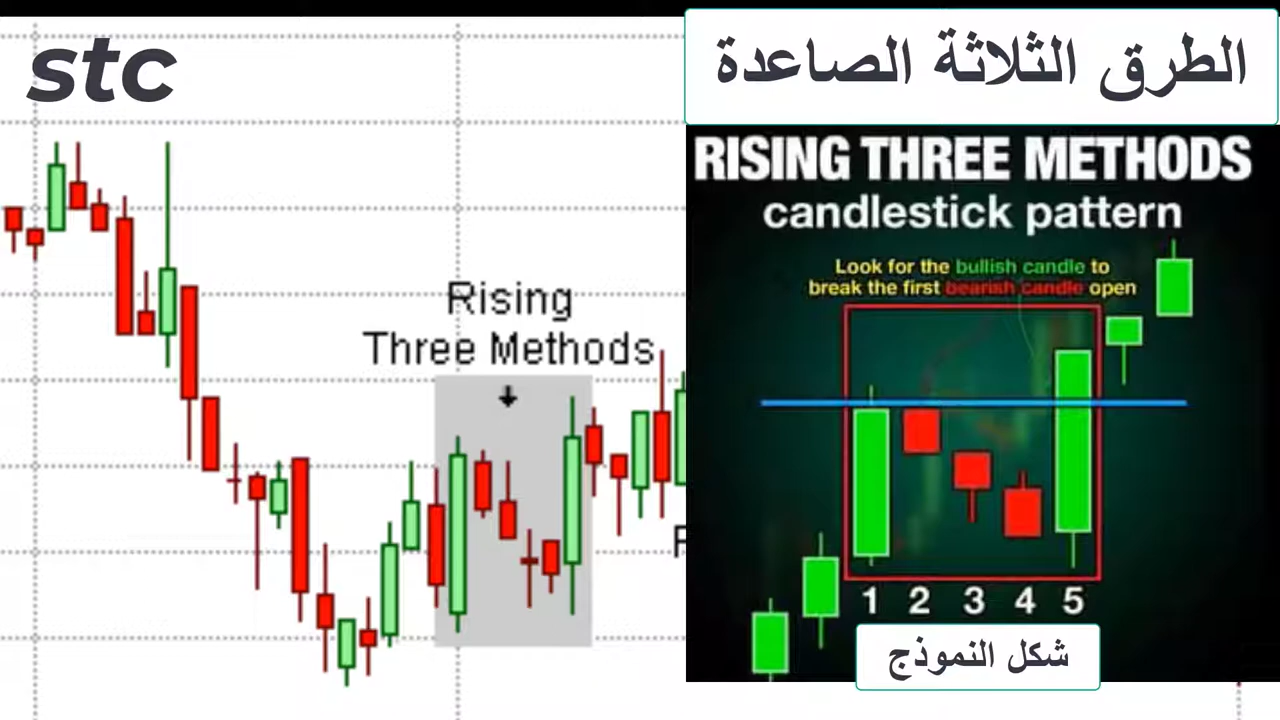 stc
الطرق الثلاثة الصاعدة
RISING THREE METHODS
candlestick pattern
Look for the bullish candle to
break the first bearish candle open
Rising
Three Methods
1 2 3 4 5
شكل النموذج